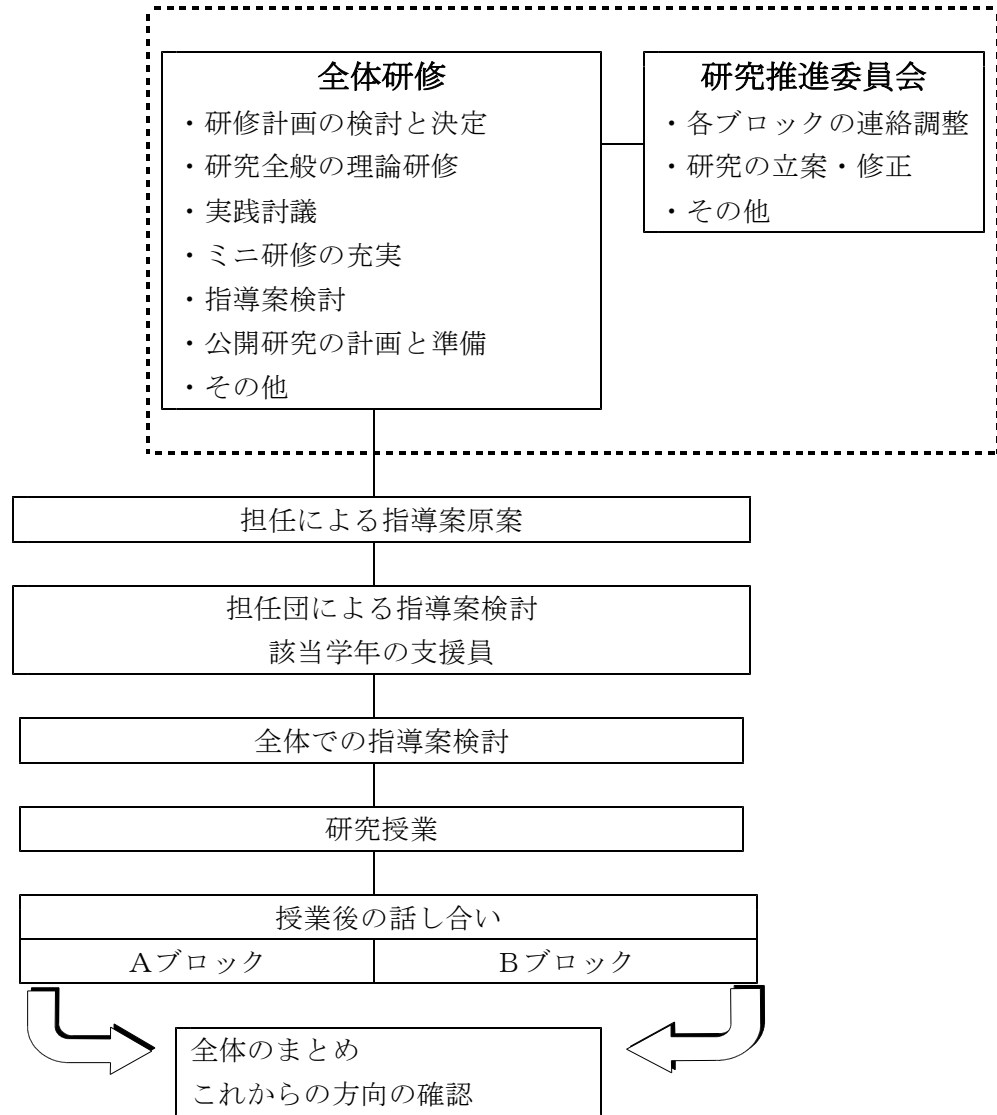 全体研修
・研修計画の検討と決定
・研究全般の理論研修
・実践討議
・ミニ研修の充実
・指導案検討
・公開研究の計画と準備
・その他
研究推進委員会
・各ブロックの連絡調整
・研究の立案・修正
・その他
担任による指導案原案
担任団による指導案検討
該当学年の支援員
全体での指導案検討
研究授業
授業後の話し合い
Aブロック
Bブロック
全体のまとめ
これからの方向の確認